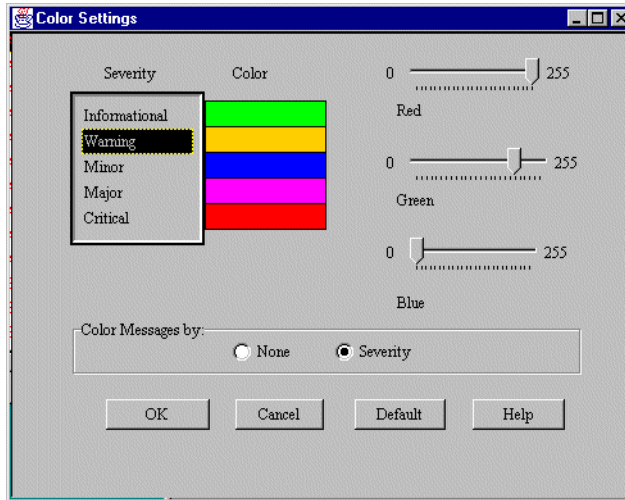 Color Settings
Severity
Color
Informational
Warning
Minor
Major
Critical
0 255
Red
0 255
Green
0 255
Blue
Color Messages by:
None
Severity
OK
Cancel
Default
Help